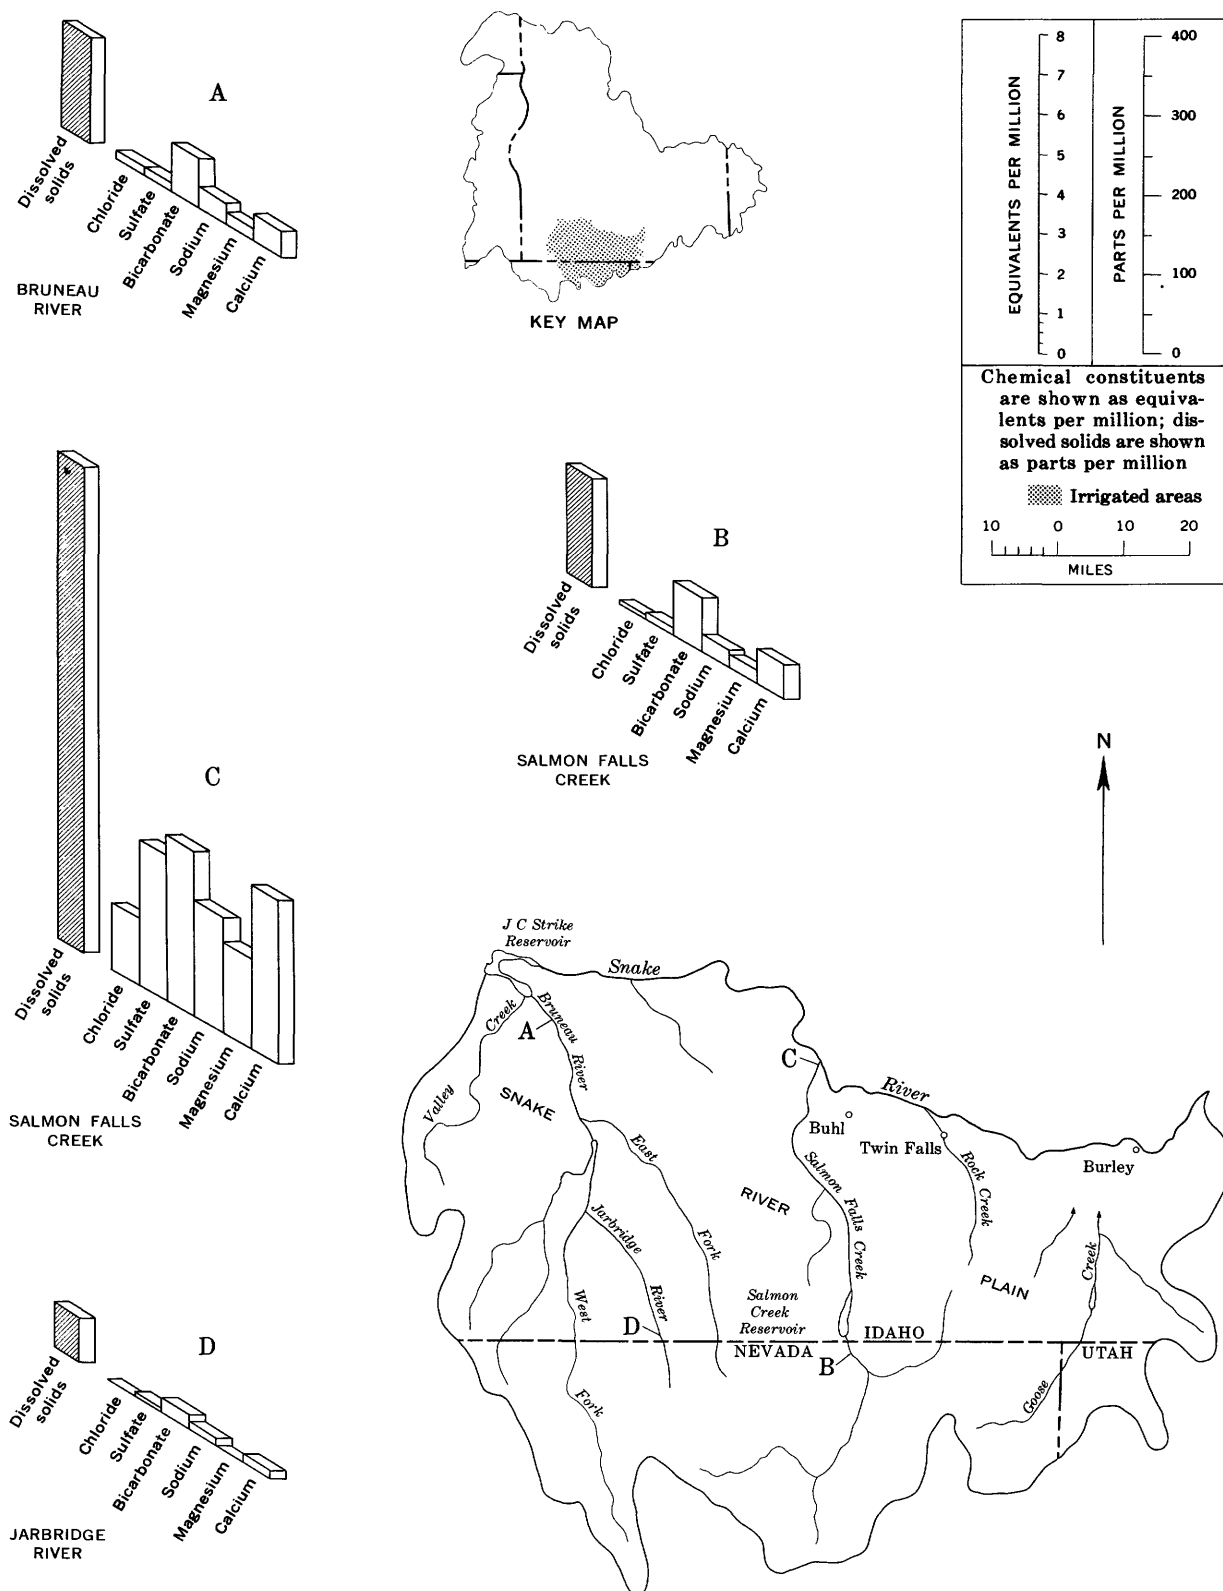 A
Dissolved
solids
Chloride
Sulfate
Bicarbonate
Sodium
Magnesium
Calcium
BRUNEAU
RIVER
KEY MAP
EQUIVALENTS PER MILLION
8
7
6
5
4
3
2
1
0
PARTS PER MILLION
400
300
200
100
0
Chemical constituents
are shown as equiva-
lents per million; dis-
solved solids are shown
as parts per million
Irrigated areas
10 0 10 20
MILES
B
Dissolved
solids
Chloride
Sulfate
Bicarbonate
Sodium
Magnesium
Calcium
SALMON FALLS
CREEK
C
Dissolved
solids
Chloride
Sulfate
Bicarbonate
Sodium
Magnesium
Calcium
SALMON FALLS
CREEK
D
Dissolved
solids
Chloride
Sulfate
Bicarbonate
Sodium
Magnesium
Calcium
JARBRIDGE
RIVER
N
J C Strike
Reservoir
Snake
River
Valley
Creek
A
Bruneau
River
SNAKE
RIVER
PLAIN
C
Buhl
Twin Falls
Burley
East
Fork
Salmon Falls Creek
Rock Creek
Jarbridge
River
West
Fork
D
Salmon
Creek
Reservoir
IDAHO
NEVADA
UTAH
B
Goose
Creek